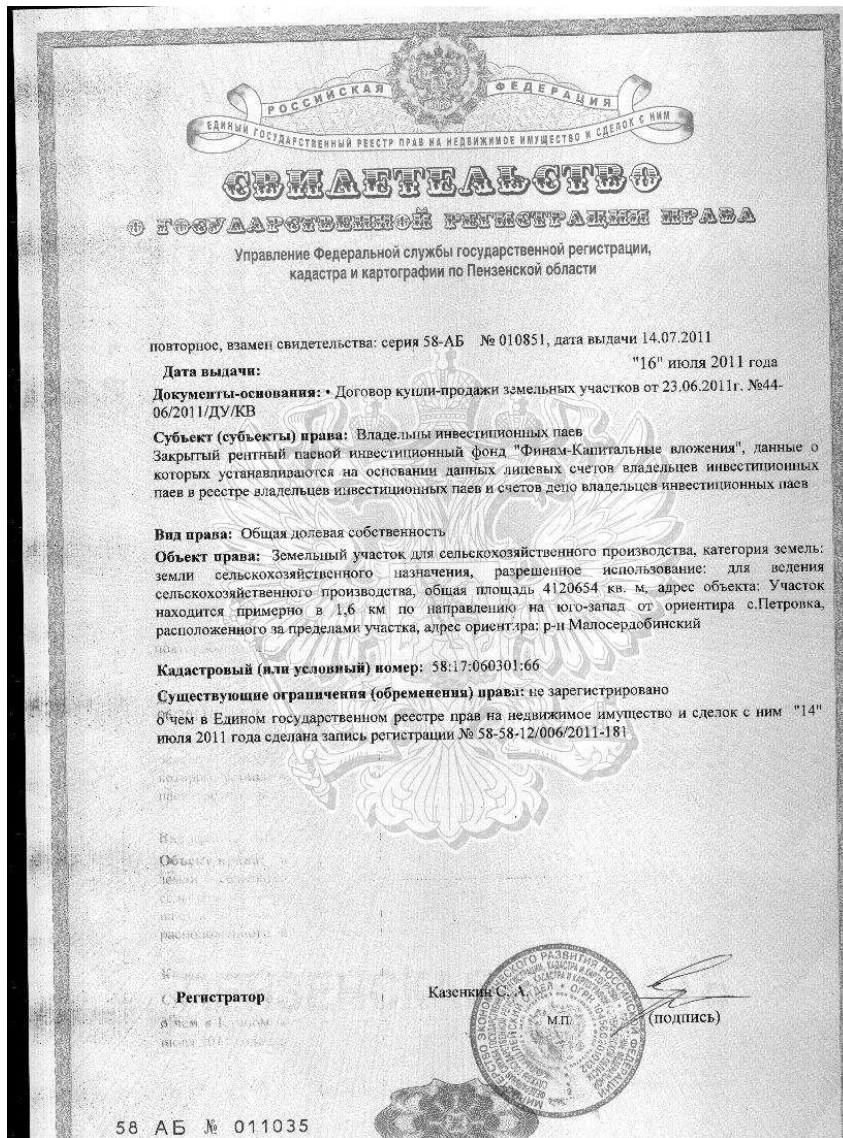 РОССИЙСКАЯ ФЕДЕРАЦИЯ
ЕДИНЫЙ ГОСУДАРСТВЕННЫЙ РЕЕСТР ПРАВ НА НЕДВИЖИМОЕ ИМУЩЕСТВО И СДЕЛОК С НИМ
СВИДЕТЕЛЬСТВО
О ГОСУДАРСТВЕННОЙ РЕГИСТРАЦИИ ПРАВА
Управление Федеральной службы государственной регистрации,
кадастра и картографии по Пензенской области
повторное, взамен свидетельства: серия 58-АБ № 010851, дата выдачи 14.07.2011
Дата выдачи: "16" июля 2011 года
Документы-основания: • Договор купли-продажи земельных участков от 23.06.2011г. №44-
06/2011/ДУ/КВ
Субъект (субъекты) права: Владельцы инвестиционных паев
Закрытый рентный паевой инвестиционный фонд "Финам-Капитальные вложения", данные о
которых устанавливаются на основании данных лицевых счетов владельцев инвестиционных
паев в реестре владельцев инвестиционных паев и счетов депо владельцев инвестиционных паев
Вид права: Общая долевая собственность
Объект права: Земельный участок для сельскохозяйственного производства, категория земель:
земли сельскохозяйственного назначения, разрешенное использование: для ведения
сельскохозяйственного производства, общая площадь 4120654 кв. м, адрес объекта: Участок
находится примерно в 1,6 км по направлению на юго-запад от ориентира с.Петровка,
расположенного за пределами участка, адрес ориентира: р-н Малосердобинский
Кадастровый (или условный) номер: 58:17:060301:66
Существующие ограничения (обременения) права: не зарегистрировано
о чем в Едином государственном реестре прав на недвижимое имущество и сделок с ним "14"
июля 2011 года сделана запись регистрации № 58-58-12/006/2011-181
Регистратор Казенкин С. А. М.П. (подпись)
58 АБ № 011035